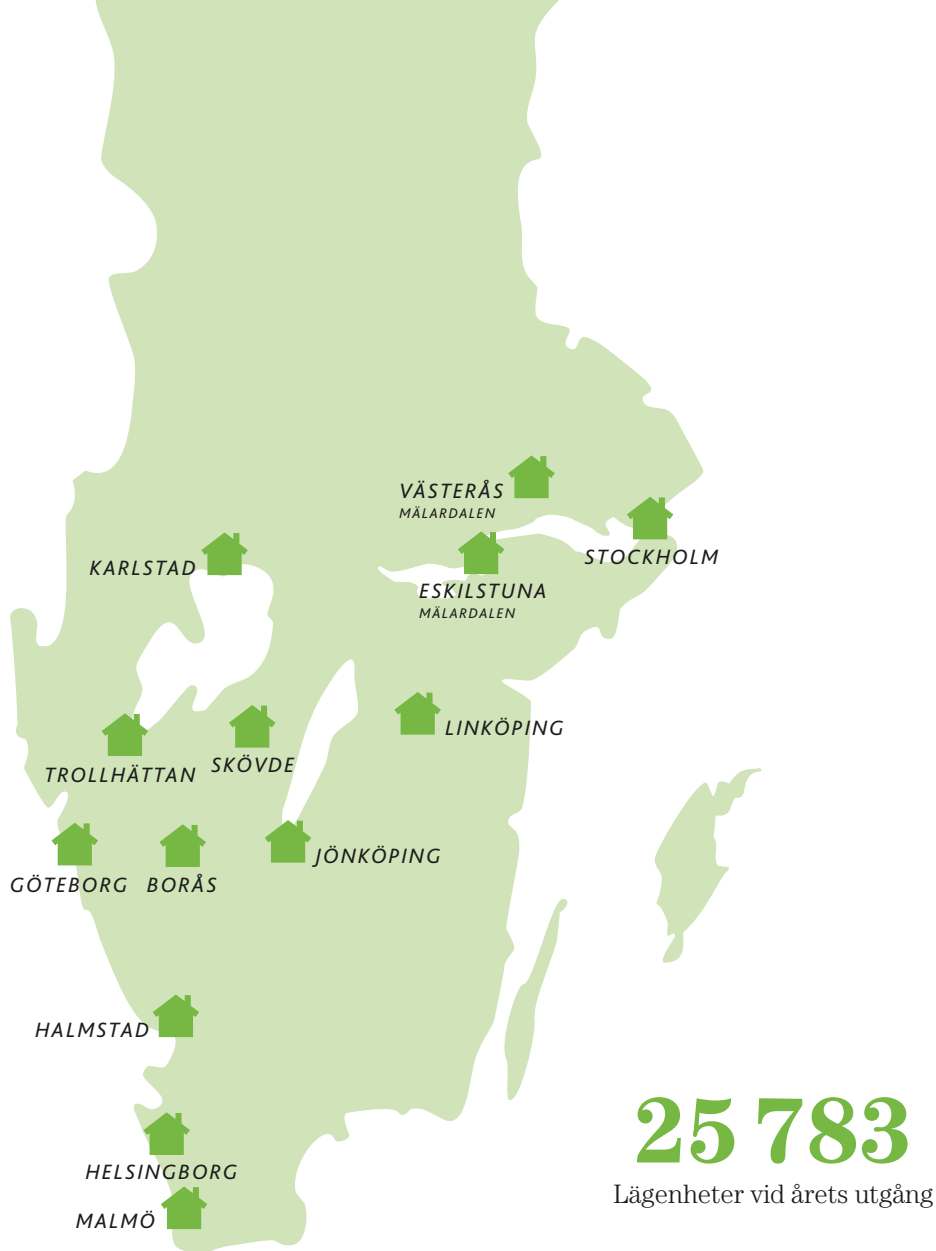 VÄSTERÅS
MÄLARDALEN
STOCKHOLM
KARLSTAD
ESKILSTUNA
MÄLARDALEN
LINKÖPING
SKÖVDE
TROLLHÄTTAN
JÖNKÖPING
GÖTEBORG
BORÅS
HALMSTAD
HELSINGBORG
MALMÖ
25 783
Lägenheter vid årets utgång